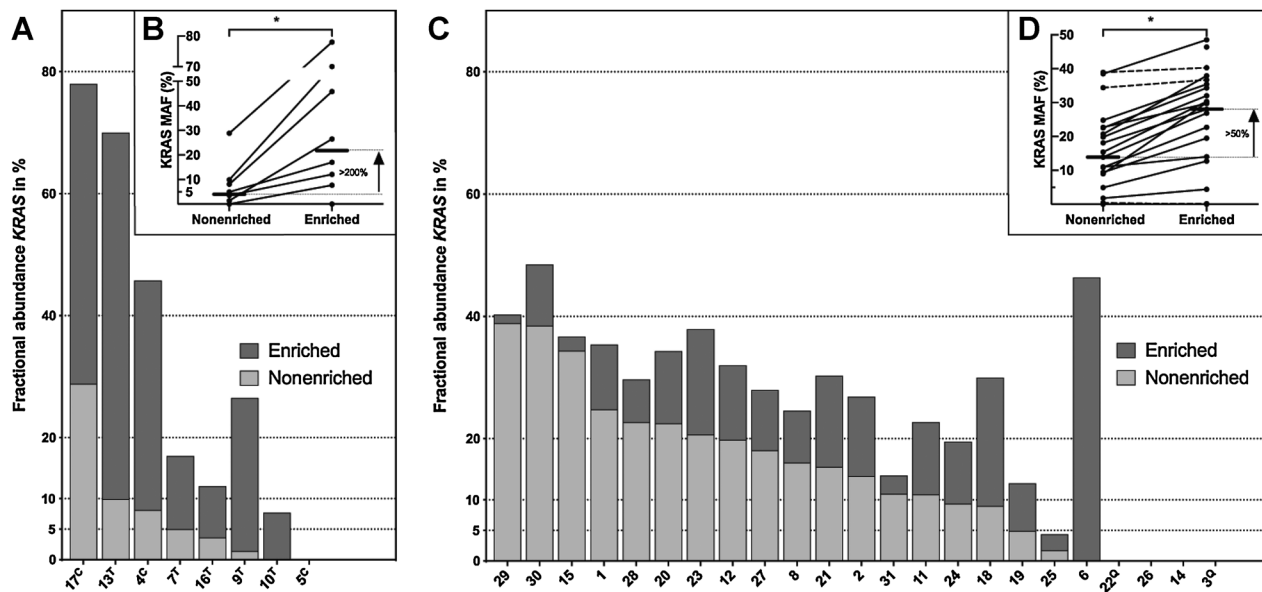 A
Fractional abundance KRAS in %
80
60
40
20
10
5
0
17C
13T
4C
7T
16T
9T
10T
5C
Enriched
Nonenriched
B
KRAS MAF (%)
80
70
50
30
20
10
5
*
>200%
Nonenriched
Enriched
C
Fractional abundance KRAS in %
80
60
40
20
10
5
0
29
30
15
1
28
20
23
12
27
8
21
2
31
11
24
18
19
25
6
22Q
26
14
3Q
Enriched
Nonenriched
D
KRAS MAF (%)
50
40
30
20
10
0
*
>50%
Nonenriched
Enriched